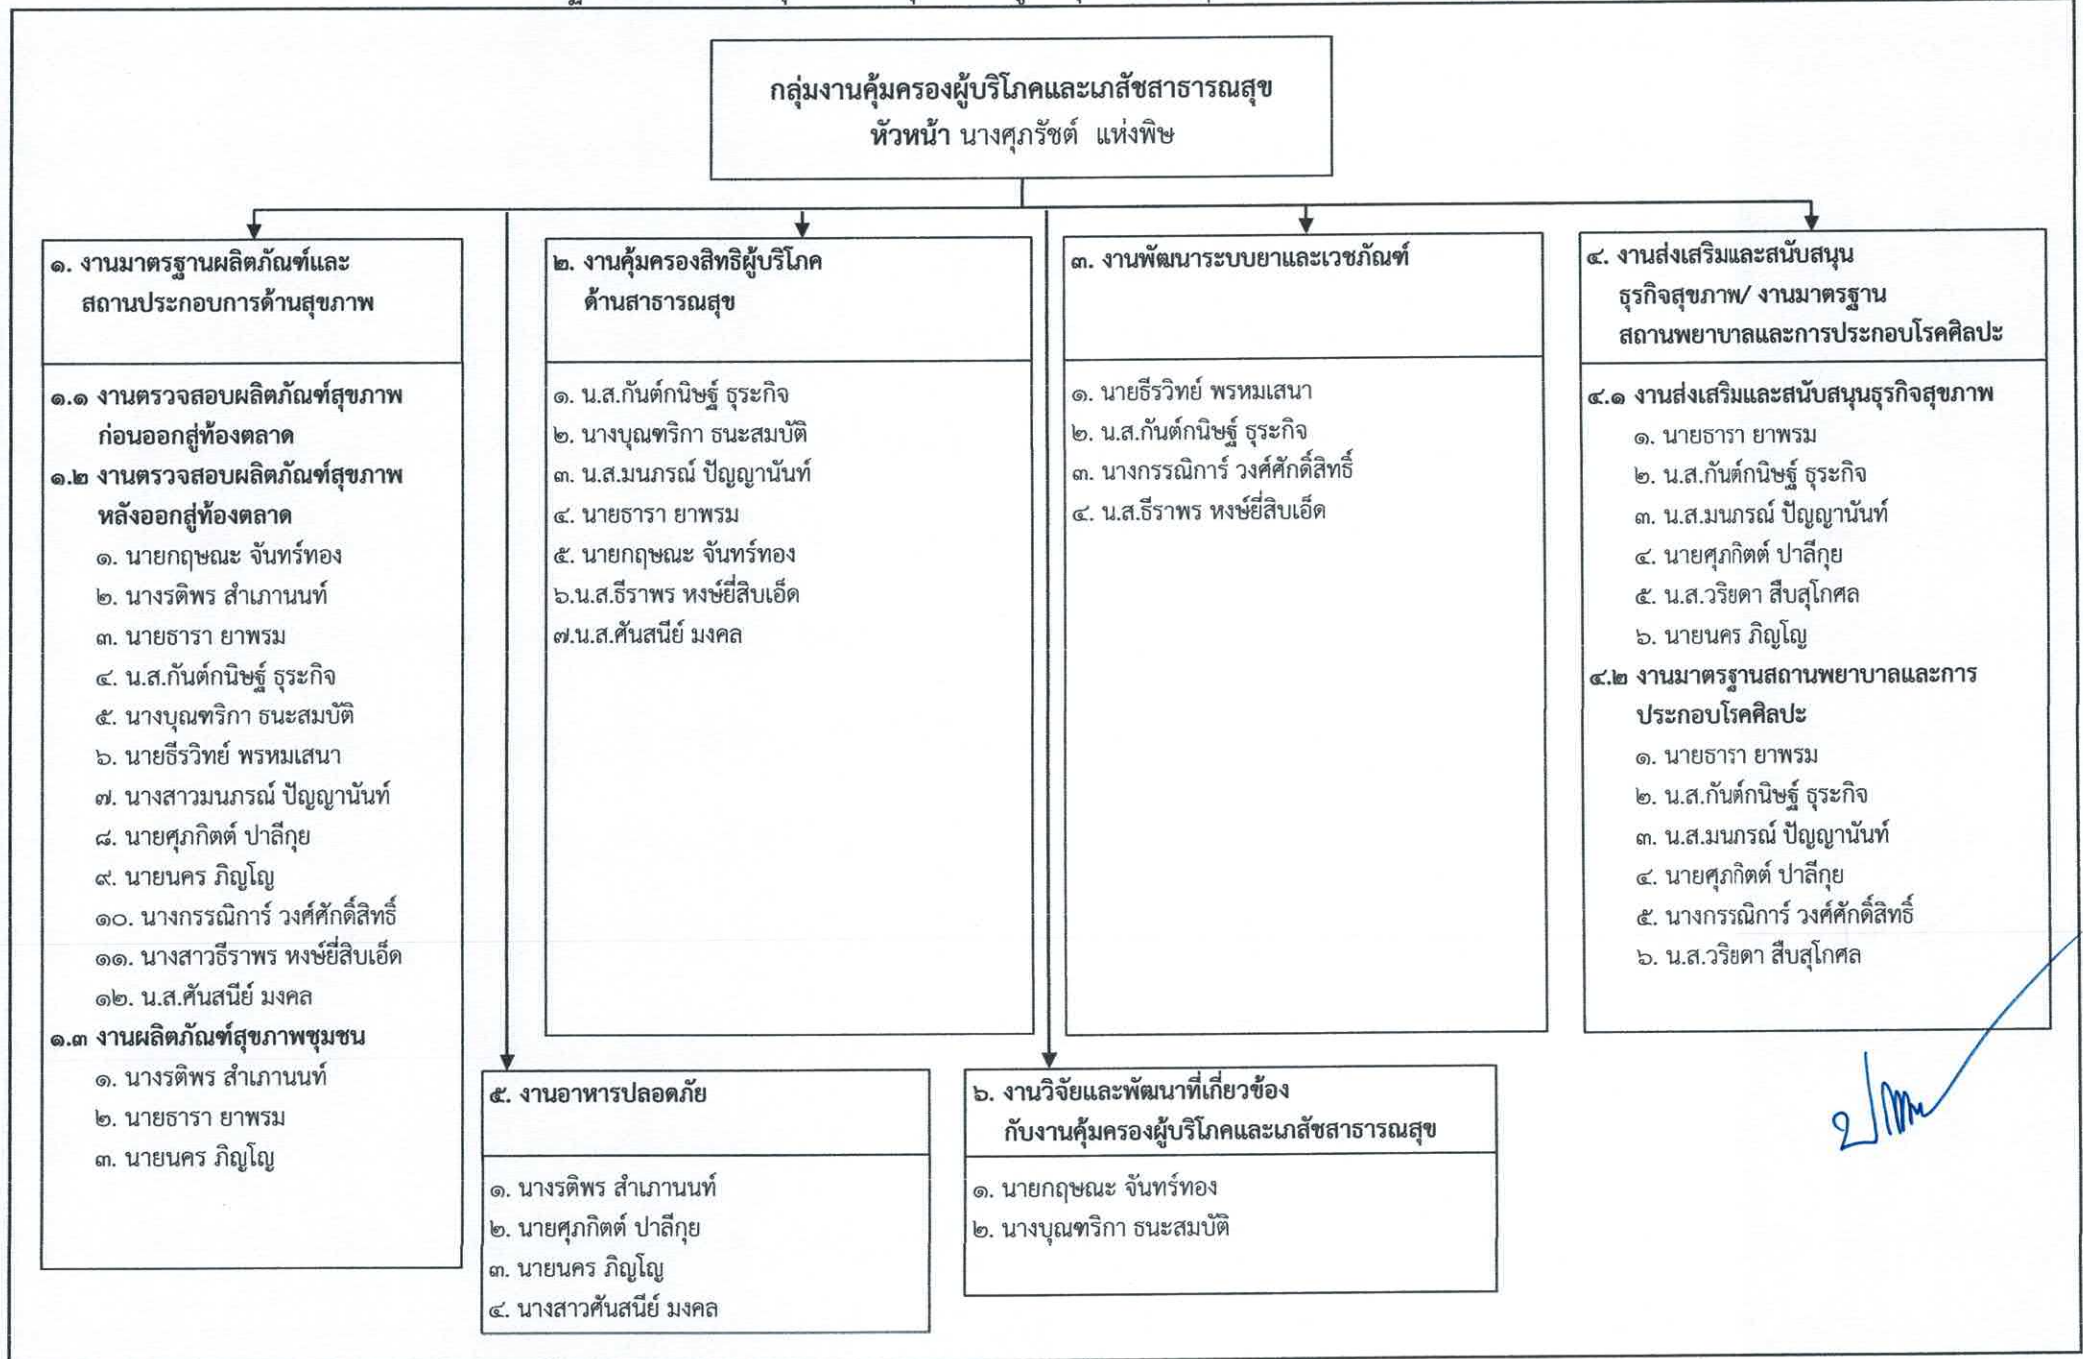 กลุ่มงานคุ้มครองผู้บริโภคและเภสัชสาธารณสุข
หัวหน้า นางศุภรัชต์ แห่งพิษ
๑. งานมาตรฐานผลิตภัณฑ์และ
สถานประกอบการด้านสุขภาพ
๑.๑ งานตรวจสอบผลิตภัณฑ์สุขภาพ
ก่อนออกสู่ท้องตลาด
๑.๒ งานตรวจสอบผลิตภัณฑ์สุขภาพ
หลังออกสู่ท้องตลาด
๑. นายกฤษณะ จันทร์ทอง
๒. นางรติพร สำเภานนท์
๓. นายธารา ยาพรม
๔. น.ส.กันต์กนิษฐ์ ธุระกิจ
๕. นางบุณฑริกา ธนะสมบัติ
๖. นายธีรวิทย์ พรหมเสนา
๗. นางสาวมนภรณ์ ปัญญานันท์
๘. นายศุภกิตต์ ปาลีกุย
๙. นายนคร ภิญโญ
๑๐. นางกรรณิการ์ วงศ์ศักดิ์สิทธิ์
๑๑. นางสาวธีราพร หงษ์ยี่สิบเอ็ด
๑๒. น.ส.ศันสนีย์ มงคล
๑.๓ งานผลิตภัณฑ์สุขภาพชุมชน
๑. นางรติพร สำเภานนท์
๒. นายธารา ยาพรม
๓. นายนคร ภิญโญ
๒. งานคุ้มครองสิทธิผู้บริโภค
ด้านสาธารณสุข
๑. น.ส.กันต์กนิษฐ์ ธุระกิจ
๒. นางบุณฑริกา ธนะสมบัติ
๓. น.ส.มนภรณ์ ปัญญานันท์
๔. นายธารา ยาพรม
๕. นายกฤษณะ จันทร์ทอง
๖.น.ส.ธีราพร หงษ์ยี่สิบเอ็ด
๗.น.ส.ศันสนีย์ มงคล
๓. งานพัฒนาระบบยาและเวชภัณฑ์
๑. นายธีรวิทย์ พรหมเสนา
๒. น.ส.กันต์กนิษฐ์ ธุระกิจ
๓. นางกรรณิการ์ วงศ์ศักดิ์สิทธิ์
๔. น.ส.ธีราพร หงษ์ยี่สิบเอ็ด
๔. งานส่งเสริมและสนับสนุน
ธุรกิจสุขภาพ/ งานมาตรฐาน
สถานพยาบาลและการประกอบโรคศิลปะ
๔.๑ งานส่งเสริมและสนับสนุนธุรกิจสุขภาพ
๑. นายธารา ยาพรม
๒. น.ส.กันต์กนิษฐ์ ธุระกิจ
๓. น.ส.มนภรณ์ ปัญญานันท์
๔. นายศุภกิตต์ ปาลีกุย
๕. น.ส.วริยดา สืบสุโกศล
๖. นายนคร ภิญโญ
๔.๒ งานมาตรฐานสถานพยาบาลและการ
ประกอบโรคศิลปะ
๑. นายธารา ยาพรม
๒. น.ส.กันต์กนิษฐ์ ธุระกิจ
๓. น.ส.มนภรณ์ ปัญญานันท์
๔. นายศุภกิตต์ ปาลีกุย
๕. นางกรรณิการ์ วงศ์ศักดิ์สิทธิ์
๖. น.ส.วริยดา สืบสุโกศล
๕. งานอาหารปลอดภัย
๑. นางรติพร สำเภานนท์
๒. นายศุภกิตต์ ปาลีกุย
๓. นายนคร ภิญโญ
๔. นางสาวศันสนีย์ มงคล
๖. งานวิจัยและพัฒนาที่เกี่ยวข้อง
กับงานคุ้มครองผู้บริโภคและเภสัชสาธารณสุข
๑. นายกฤษณะ จันทร์ทอง
๒. นางบุณฑริกา ธนะสมบัติ